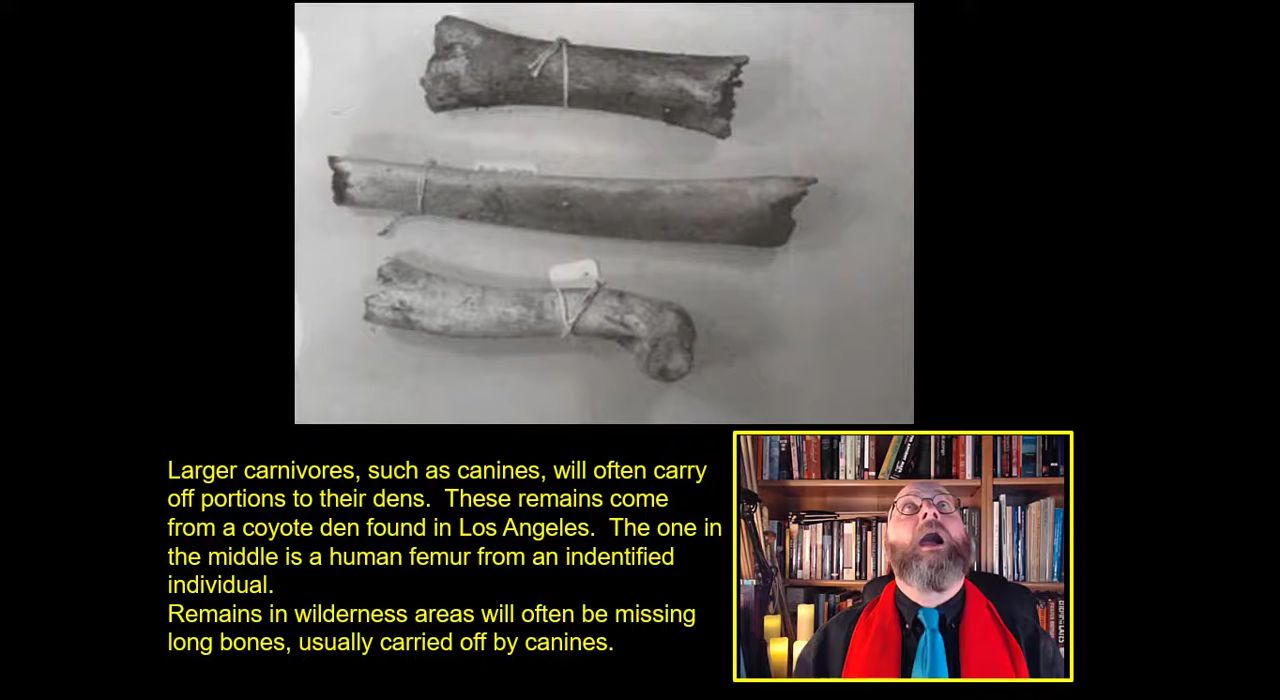 Larger carnivores, such as canines, will often carry
off portions to their dens.  These remains come
from a coyote den found in Los Angeles.  The one in
the middle is a human femur from an indentified
individual.
Remains in wilderness areas will often be missing
long bones, usually carried off by canines.